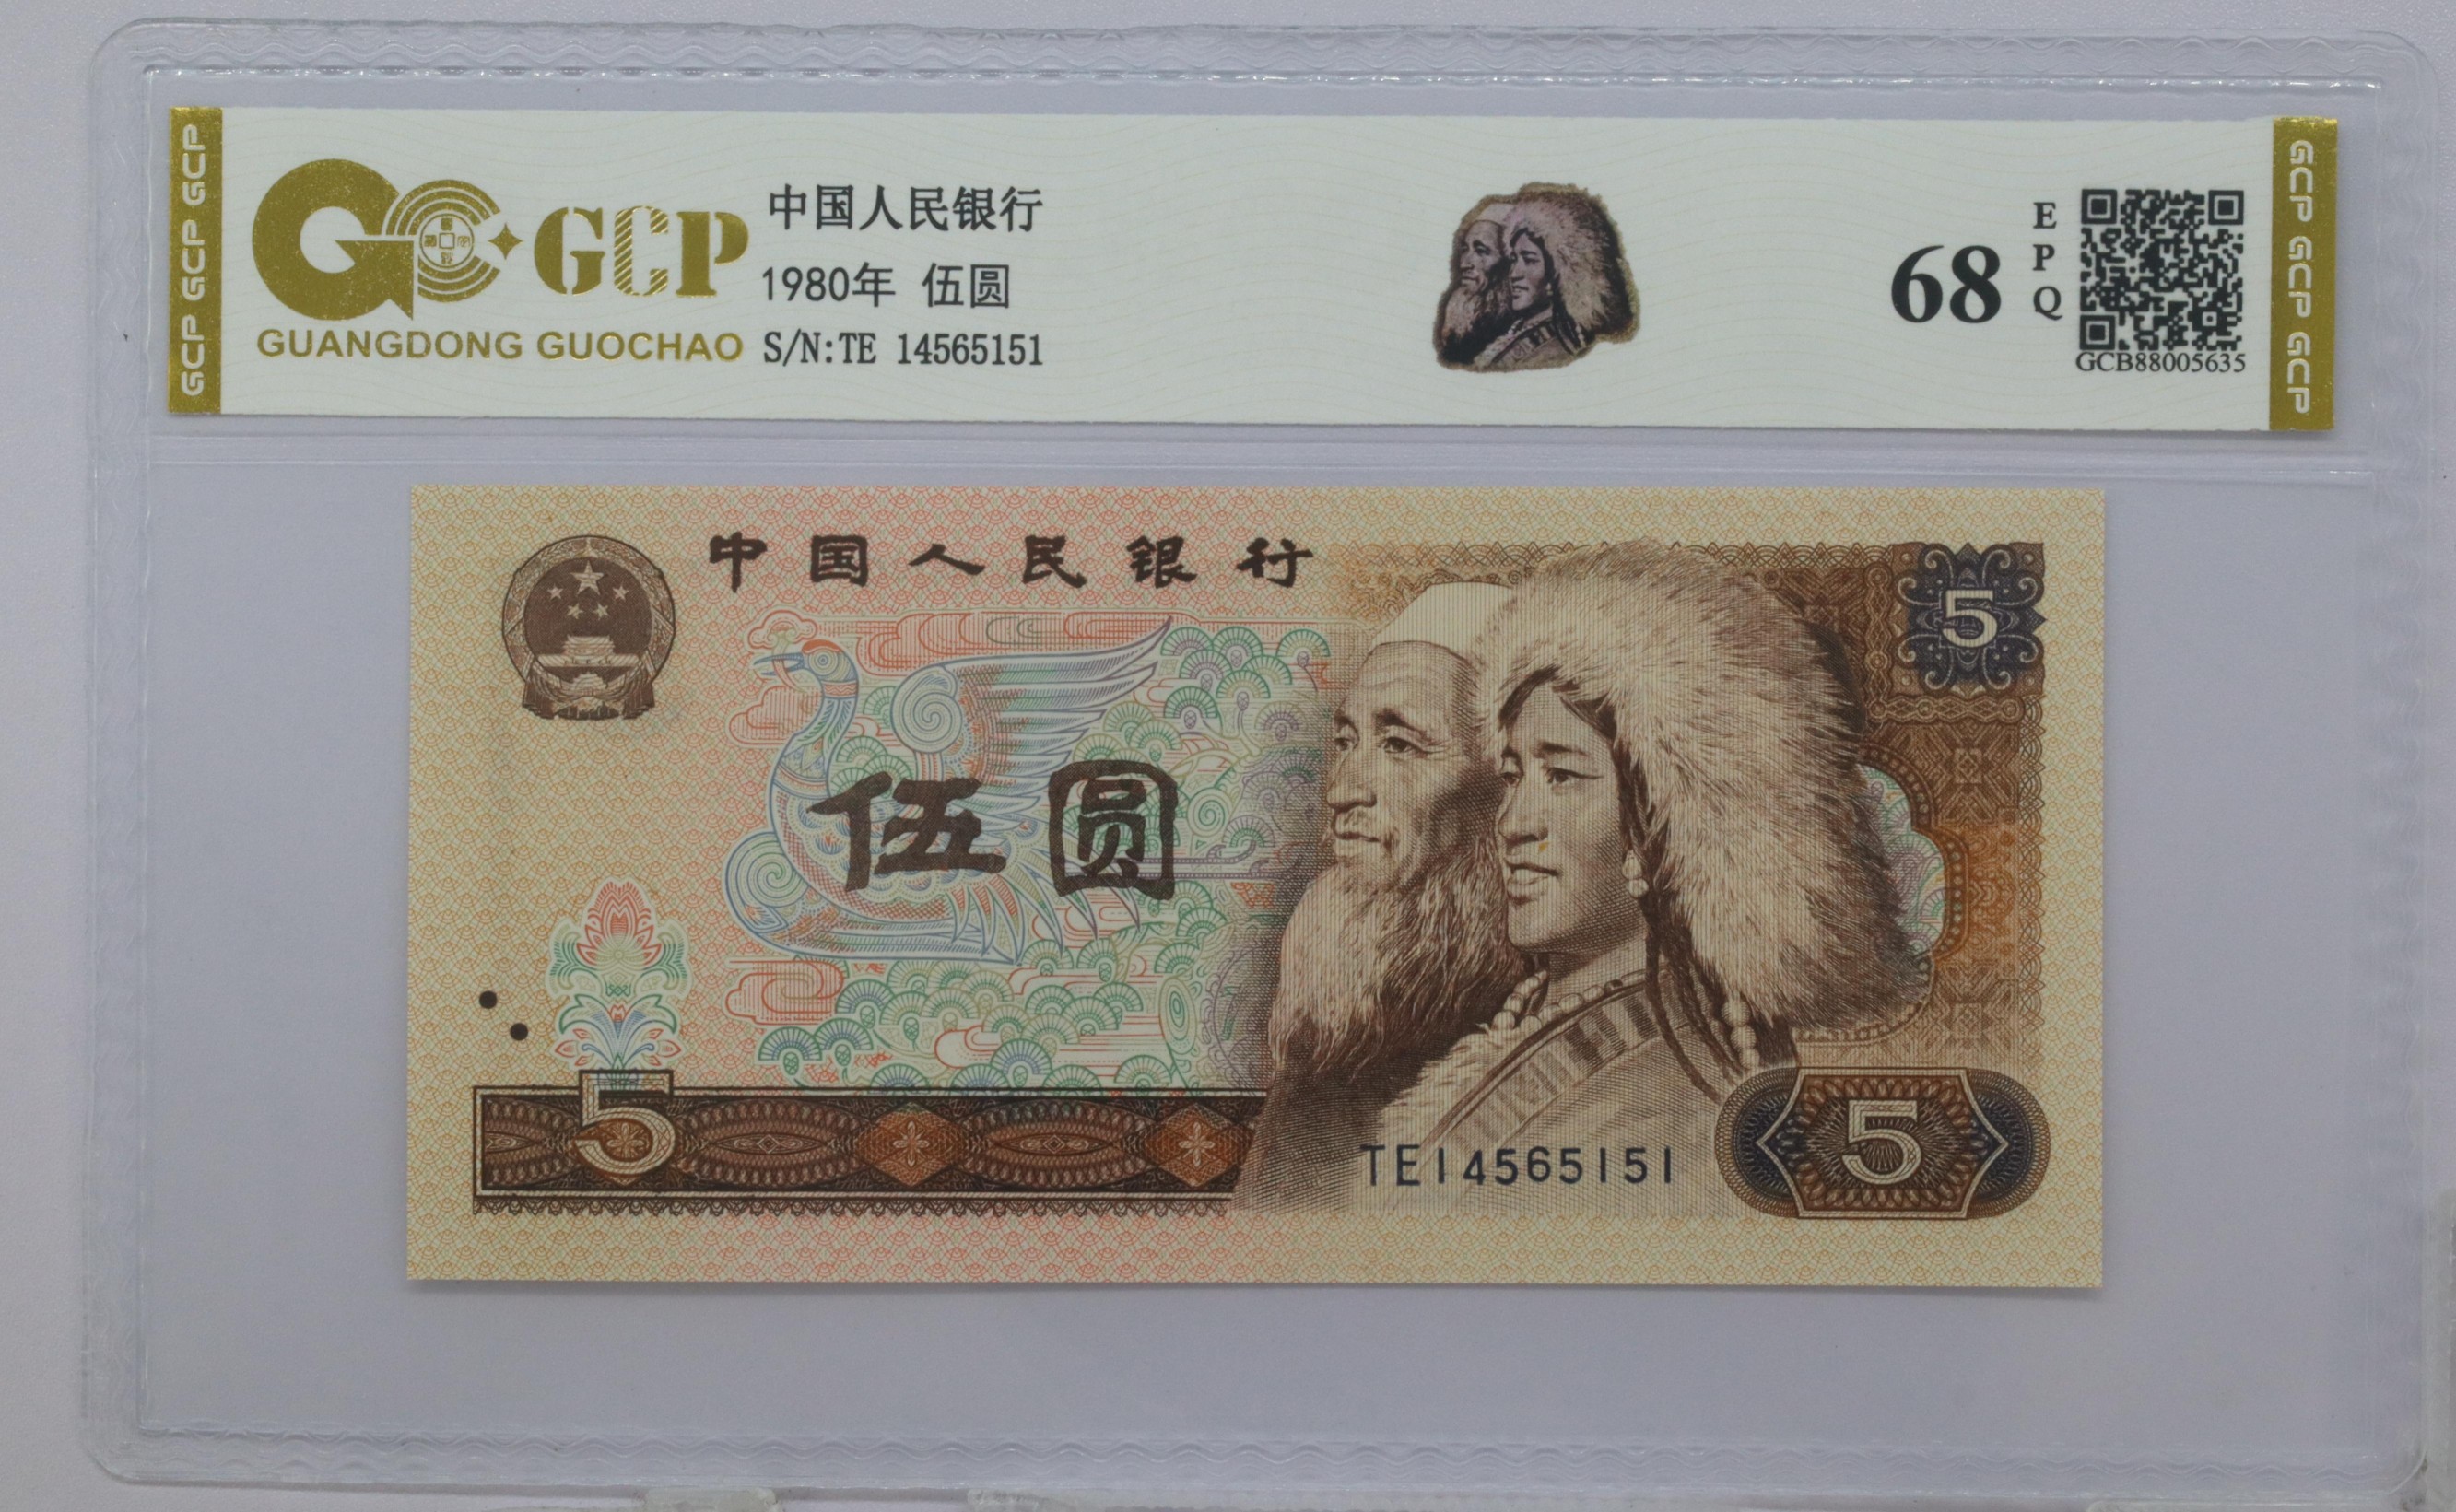 GCP GCP GCP
GCP
GUANGDONG GUOCHAO
中国人民银行
1980年 伍圆
S/N:TE 14565151
68
E
P
Q
GCB88005635
GCP GCP GCP
中国人民银行
5
伍圆
5
TE14565151
5